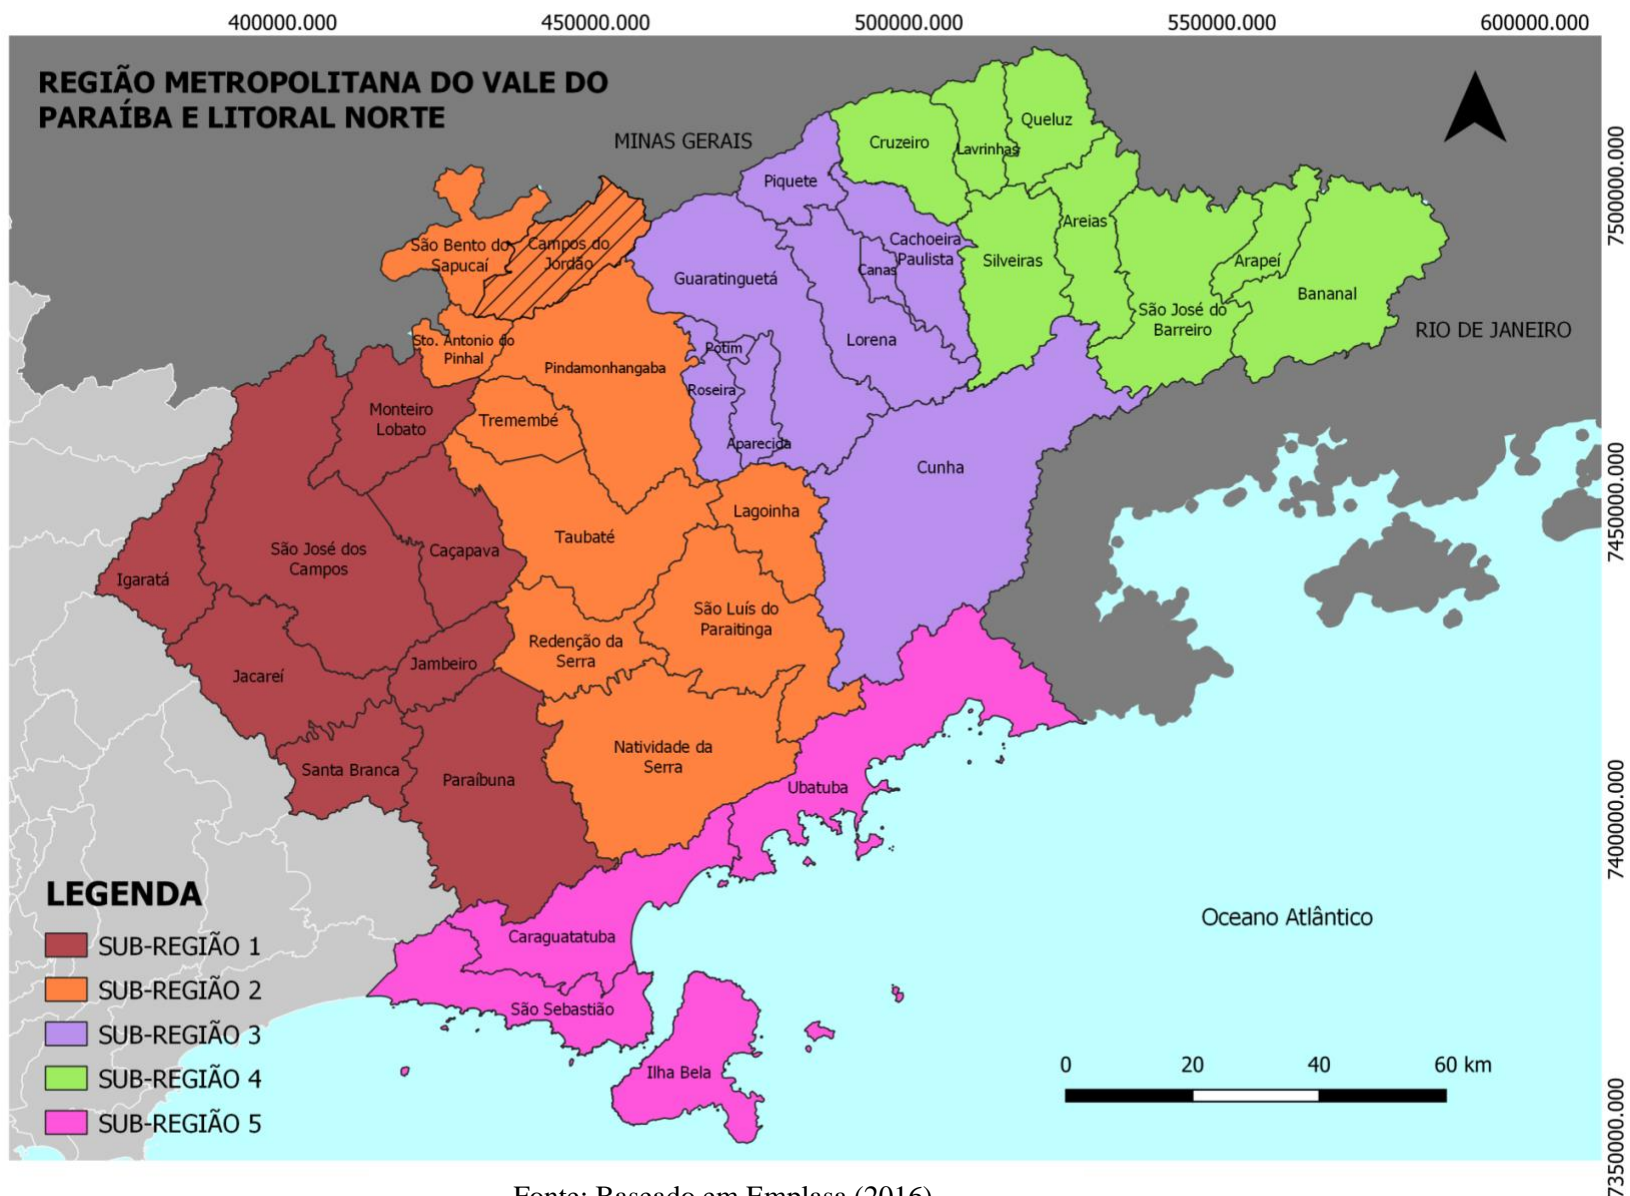 400000.000
450000.000
500000.000
550000.000
600000.000
REGIÃO METROPOLITANA DO VALE DO
PARAÍBA E LITORAL NORTE
MINAS GERAIS
Queluz
Cruzeiro
Lavrinhas
7500000.000
Piquete
Areias
São Bento do
Sapucaí
Campos do
Jordão
Cachoeira
Paulista
Canas
Silveiras
Arapeí
Guaratinguetá
Bananal
São José do
Barreiro
RIO DE JANEIRO
Sto. Antonio do
Pinhal
Lorena
Potim
Pindamonhangaba
Roseira
Monteiro
Lobato
Tremembé
Aparecida
Cunha
7450000.000
Lagoinha
Taubaté
São José dos
Campos
Caçapava
Igaratá
São Luís do
Paraitinga
Redenção da
Serra
Jambeiro
Jacareí
Natividade da
Serra
Santa Branca
Paraíbuna
Ubatuba
7400000.000
LEGENDA
SUB-REGIÃO 1
SUB-REGIÃO 2
SUB-REGIÃO 3
SUB-REGIÃO 4
SUB-REGIÃO 5
Oceano Atlântico
Caraguatatuba
São Sebastião
Ilha Bela
0 20 40 60 km
7350000.000
Fonte: Baseado em Emplasa (2016)